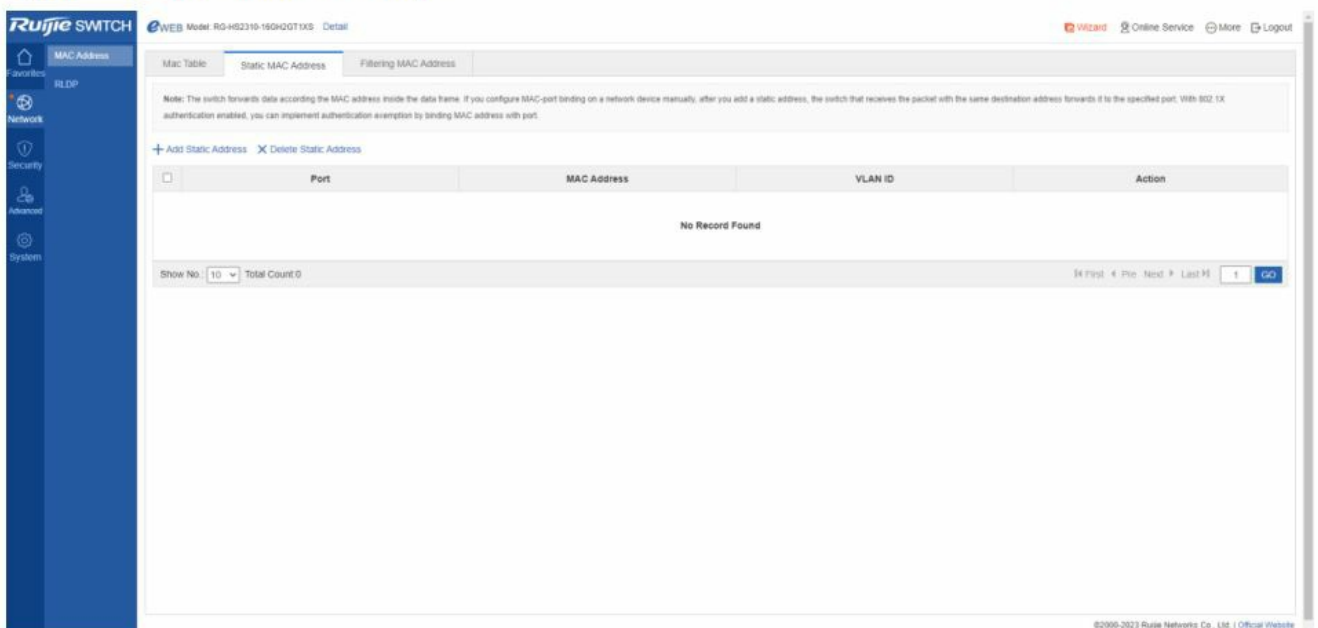 Ruijie SWITCH
eWEB Model: RG-HS2310-16GH2GT1XS Detail
Wizard Online Service More Logout
Favorites
Network
Security
Advanced
System
MAC Address
RLDP
Mac Table Static MAC Address Filtering MAC Address
Note: The switch forwards data according the MAC address inside the data frame. If you configure MAC-port binding on a network device manually, after you add a static address, the switch that receives the packet with the same destination address forwards it to the specified port. With 802.1X
authentication enabled, you can implement authentication exemption by binding MAC address with port.
Add Static Address Delete Static Address
Port MAC Address VLAN ID Action
No Record Found
Show No.: 10 Total Count:0 First Pre Next Last 1 GO
©2000-2023 Ruijie Networks Co., Ltd. | Official Website